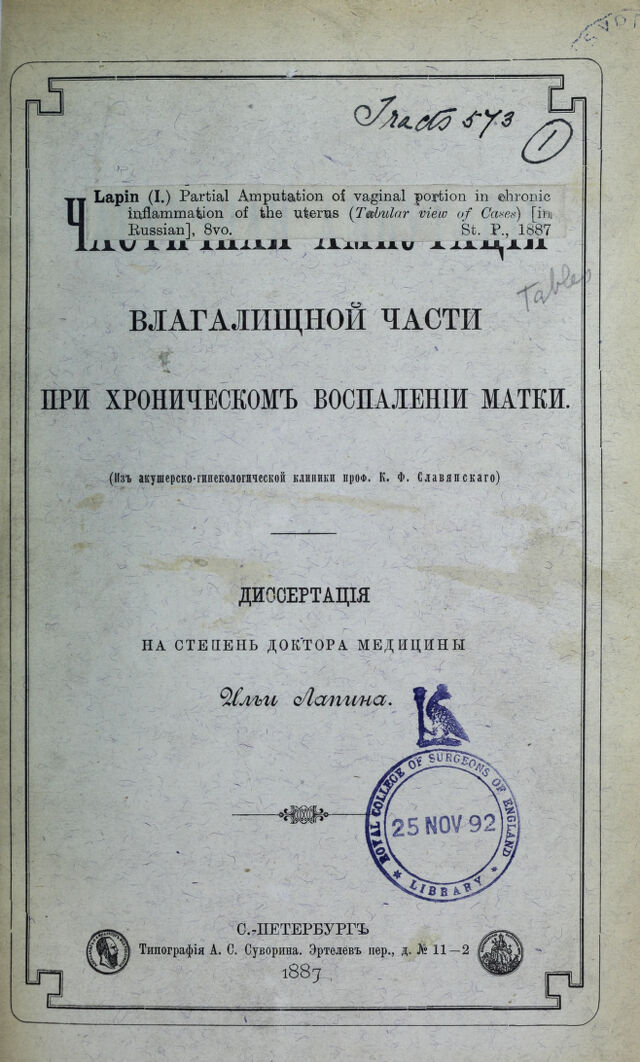 Tracts 573
1
Lapin (I.) Partial Amputation of vaginal portion in chronic
inflammation of the uterus (Tabular view of Cases) [in
Russian], 8vo. St. P., 1887
Tables
ВЛАГАЛИЩНОЙ ЧАСТИ
ПРИ ХРОНИЧЕСКОМЪ ВОСПАЛЕНІИ МАТКИ.
(Изъ акушерско-гинекологической клиники проф. К. Ф. Славянскаго)
ДИССЕРТАЦІЯ
НА СТЕПЕНЬ ДОКТОРА МЕДИЦИНЫ
Ильи Лапина.
ROYAL COLLEGE OF SURGEONS OF ENGLAND
25 NOV 92
* LIBRARY *
С.-ПЕТЕРБУРГЪ
Типографія А. С. Суворина. Эртелев пер., д. № 11—2
1887